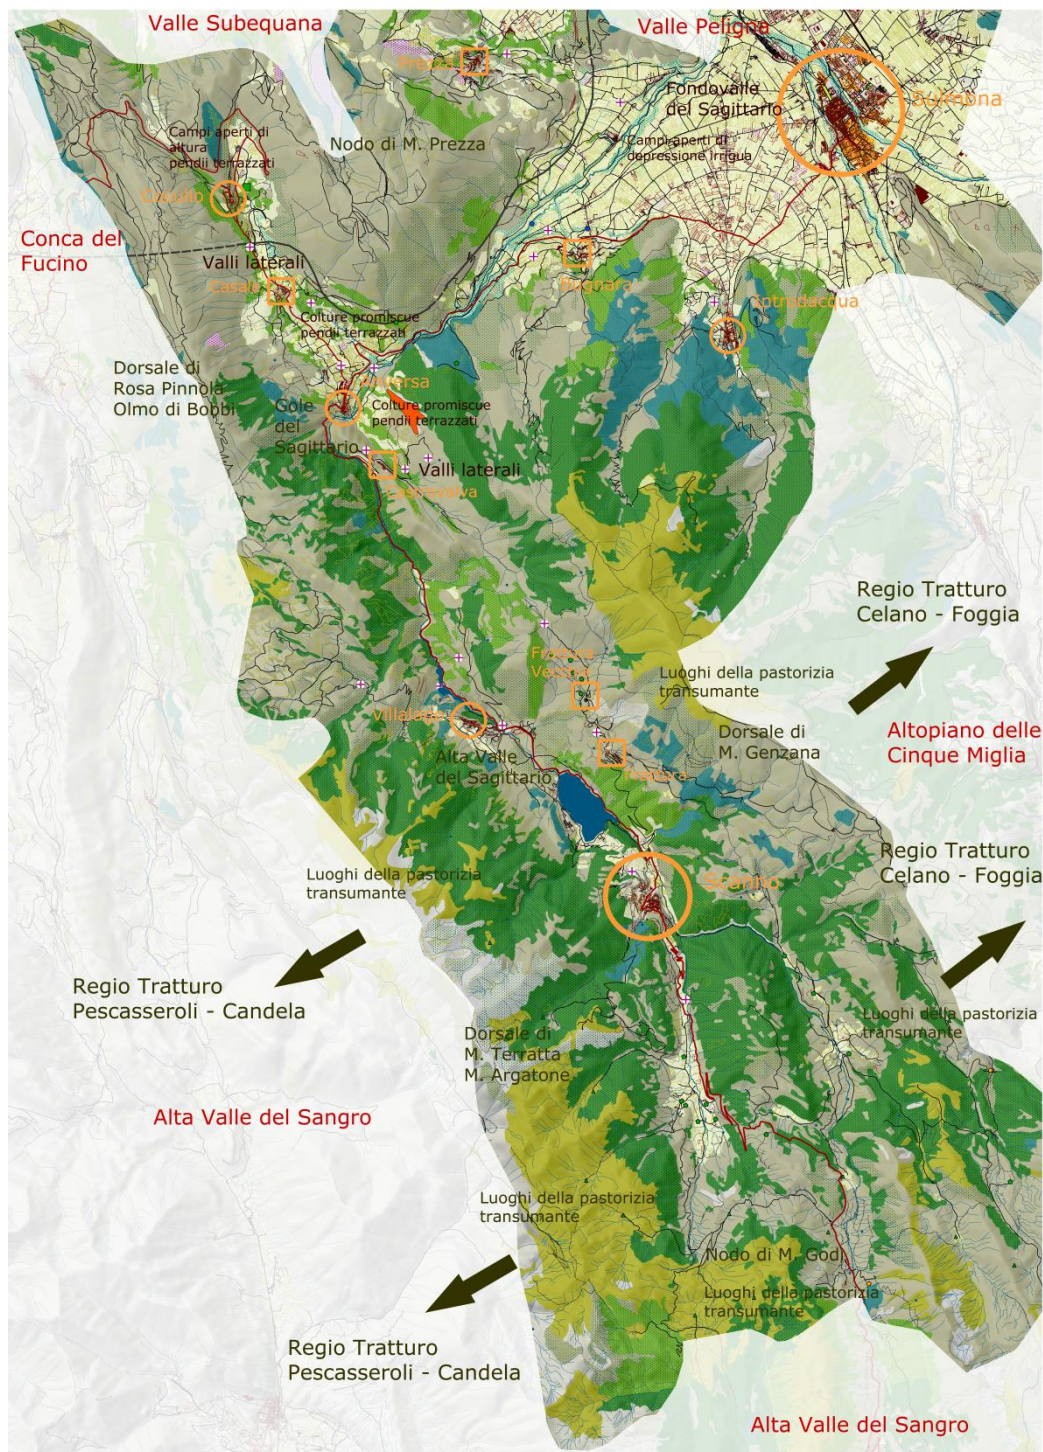 Valle Subequana
Valle Peligna
Prezza
Fondovalle
del Sagittario
Sulmona
Campi aperti di
altura
pendii terrazzati
Nodo di M. Prezza
Campi aperti di
depressione irrigua
Cocullo
Conca del
Fucino
Valli laterali
Casale
Bugnara
Introdacqua
Colture promiscue
pendii terrazzati
Dorsale di
Rosa Pinnola
Olmo di Bobbi
Anversa
Gole
del
Sagittario
Colture promiscue
pendii terrazzati
Valli laterali
Castrovalva
Regio Tratturo
Celano - Foggia
Frattura
Vecchia
Luoghi della pastorizia
transumante
Villalago
Dorsale di
M. Genzana
Altopiano delle
Cinque Miglia
Alta Valle
del Sagittario
Frattura
Regio Tratturo
Celano - Foggia
Luoghi della pastorizia
transumante
Scanno
Regio Tratturo
Pescasseroli - Candela
Luoghi della pastorizia
transumante
Dorsale di
M. Terratta
M. Argatone
Alta Valle del Sangro
Luoghi della pastorizia
transumante
Nodo di M. Godi
Luoghi della pastorizia
transumante
Regio Tratturo
Pescasseroli - Candela
Alta Valle del Sangro